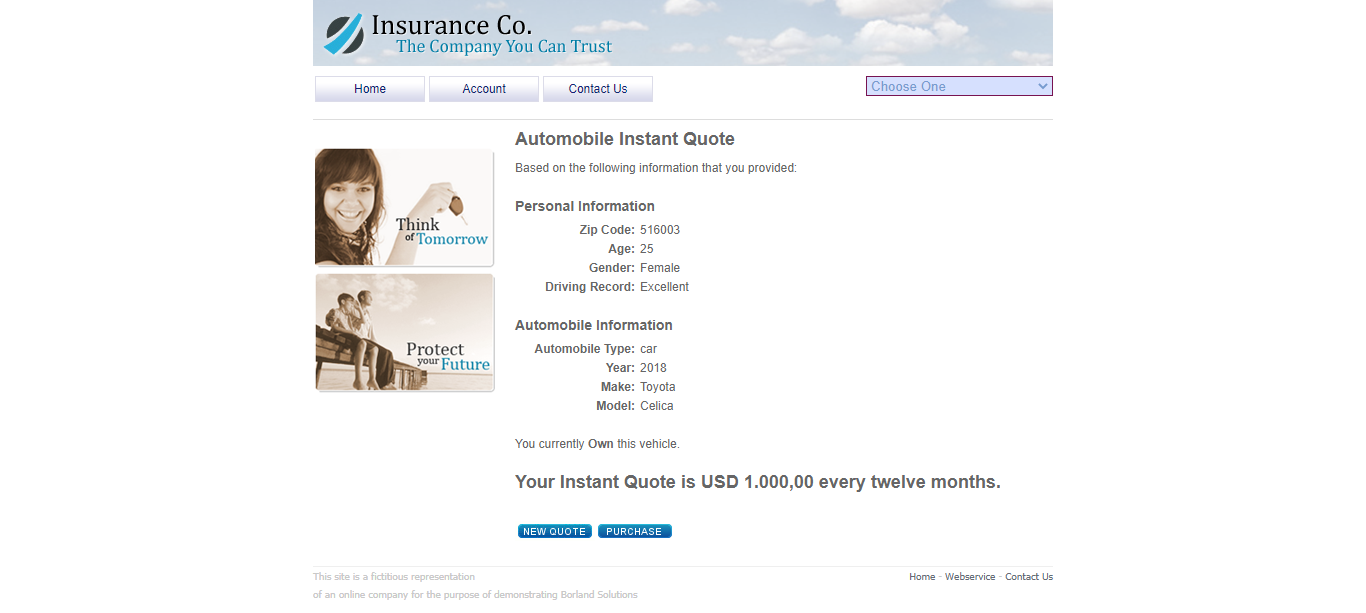 Insurance Co.
The Company You Can Trust
Home
Account
Contact Us
Choose One
Automobile Instant Quote
Based on the following information that you provided:
Think
of Tomorrow
Protect
your Future
Personal Information
Zip Code: 516003
Age: 25
Gender: Female
Driving Record: Excellent
Automobile Information
Automobile Type: car
Year: 2018
Make: Toyota
Model: Celica
You currently Own this vehicle.
Your Instant Quote is USD 1.000,00 every twelve months.
NEW QUOTE
PURCHASE
This site is a fictitious representation
of an online company for the purpose of demonstrating Borland Solutions
Home - Webservice - Contact Us